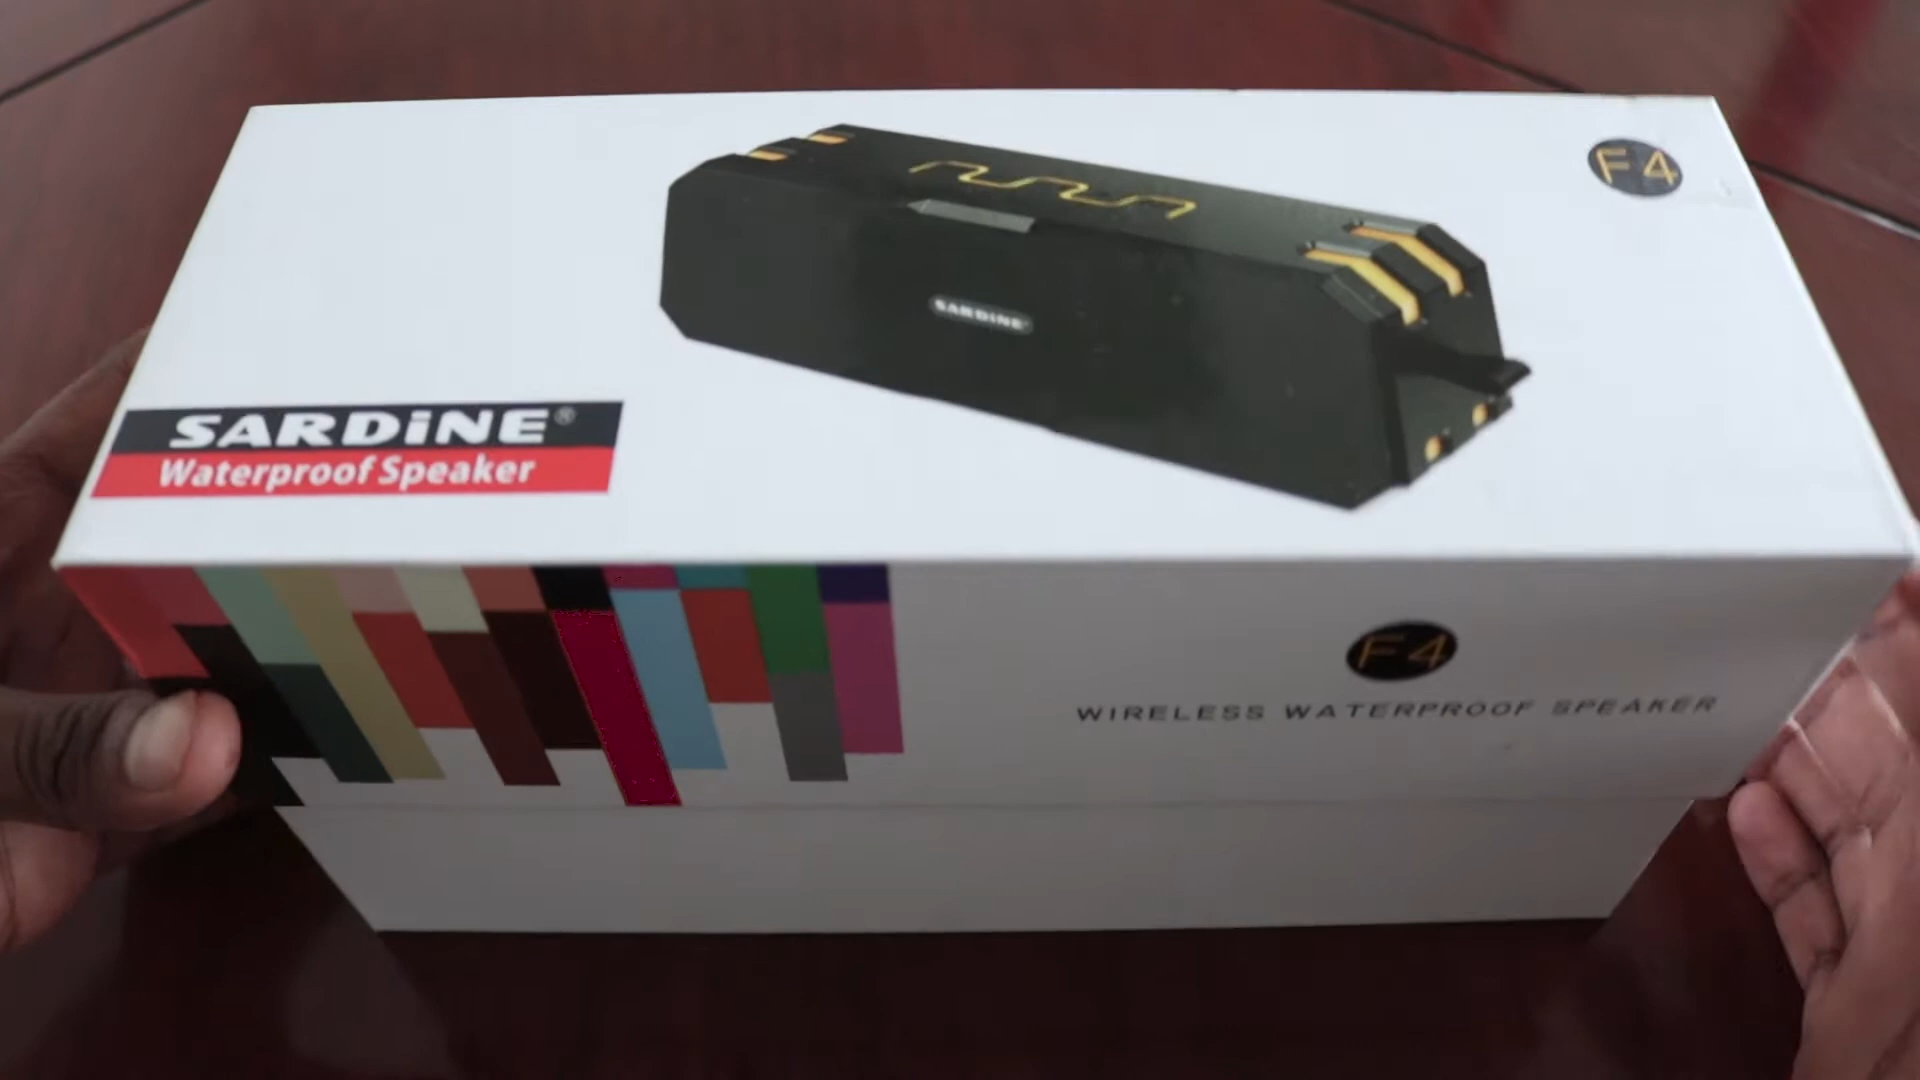 F4
SARDiNE
SARDiNE®
Waterproof Speaker
F4
WIRELESS WATERPROOF SPEAKER